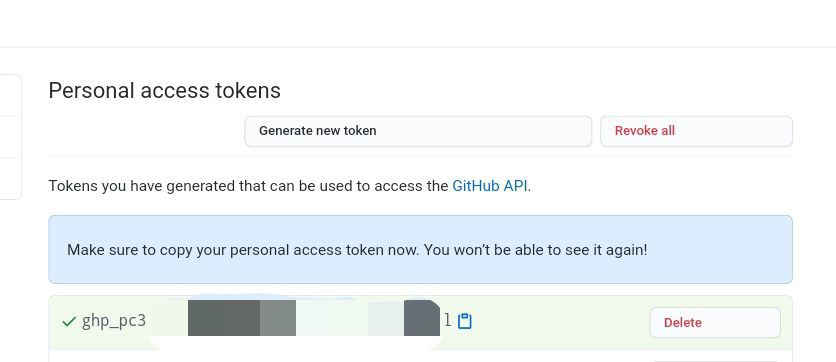 Personal access tokens
Generate new token
Revoke all
Tokens you have generated that can be used to access the GitHub API.
Make sure to copy your personal access token now. You won’t be able to see it again!
ghp_pc3 l
Delete